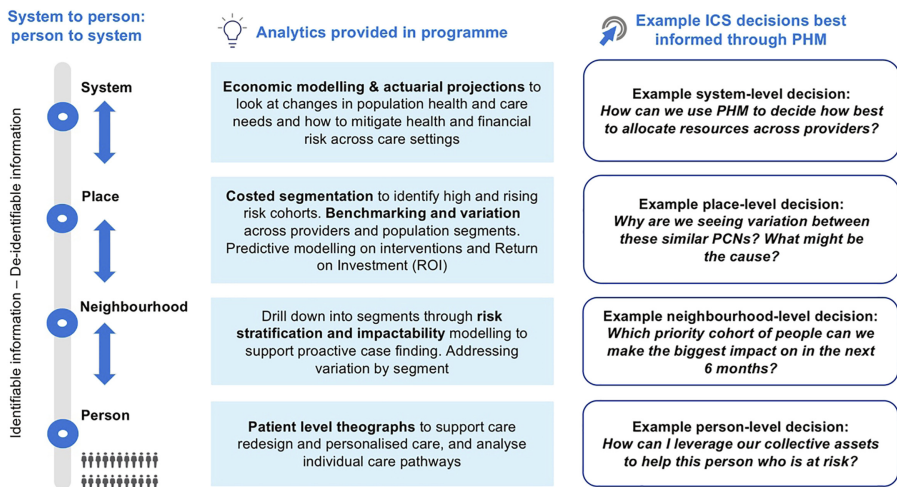 System to person:
person to system
Analytics provided in programme
Example ICS decisions best
informed through PHM
Identifiable information – De-identifiable information
System
Economic modelling & actuarial projections to
look at changes in population health and care
needs and how to mitigate health and financial
risk across care settings
Example system-level decision:
How can we use PHM to decide how best
to allocate resources across providers?
Place
Costed segmentation to identify high and rising
risk cohorts. Benchmarking and variation
across providers and population segments.
Predictive modelling on interventions and Return
on Investment (ROI)
Example place-level decision:
Why are we seeing variation between
these similar PCNs? What might be
the cause?
Neighbourhood
Drill down into segments through risk
stratification and impactability modelling to
support proactive case finding. Addressing
variation by segment
Example neighbourhood-level decision:
Which priority cohort of people can we
make the biggest impact on in the next
6 months?
Person
Patient level theographs to support care
redesign and personalised care, and analyse
individual care pathways
Example person-level decision:
How can I leverage our collective assets
to help this person who is at risk?